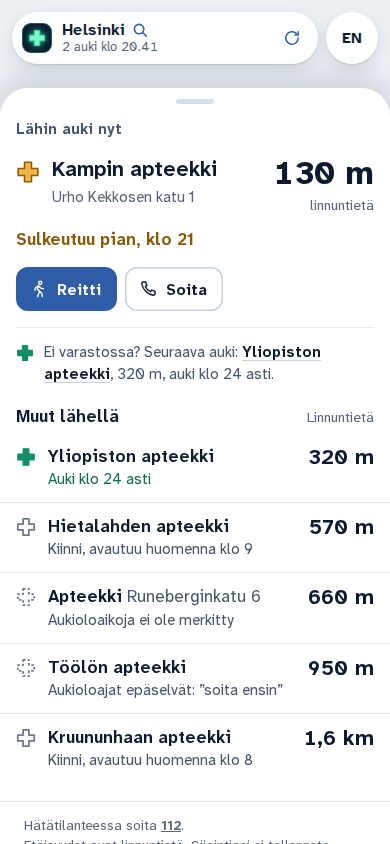 Helsinki
2 auki klo 20.41
EN
Lähin auki nyt
Kampin apteekki
130 m
Urho Kekkosen katu 1
linnuntietä
Sulkeutuu pian, klo 21
Reitti
Soita
Ei varastossa? Seuraava auki: Yliopiston
apteekki, 320 m, auki klo 24 asti.
Muut lähellä
Linnuntietä
Yliopiston apteekki
320 m
Auki klo 24 asti
Hietalahden apteekki
570 m
Kiinni, avautuu huomenna klo 9
Apteekki Runeberginkatu 6
660 m
Aukioloaikoja ei ole merkitty
Töölön apteekki
950 m
Aukioloajat epäselvät: ”soita ensin”
Kruununhaan apteekki
1,6 km
Kiinni, avautuu huomenna klo 8
Hätätilanteessa soita 112.